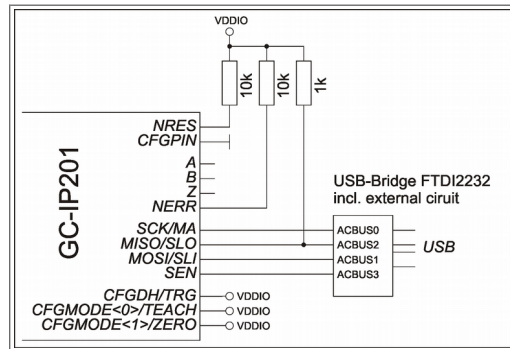 VDDIO
10k
10k
1k
GC-IP201
NRES
CFGPIN
A
B
Z
NERR
SCK/MA
MISO/SLO
MOSI/SLI
SEN
CFGDH/TRG
CFGMODE<0>/TEACH
CFGMODE<1>/ZERO
VDDIO
VDDIO
VDDIO
USB-Bridge FTDI2232
incl. external ciruit
ACBUS0
ACBUS2
ACBUS1
ACBUS3
USB